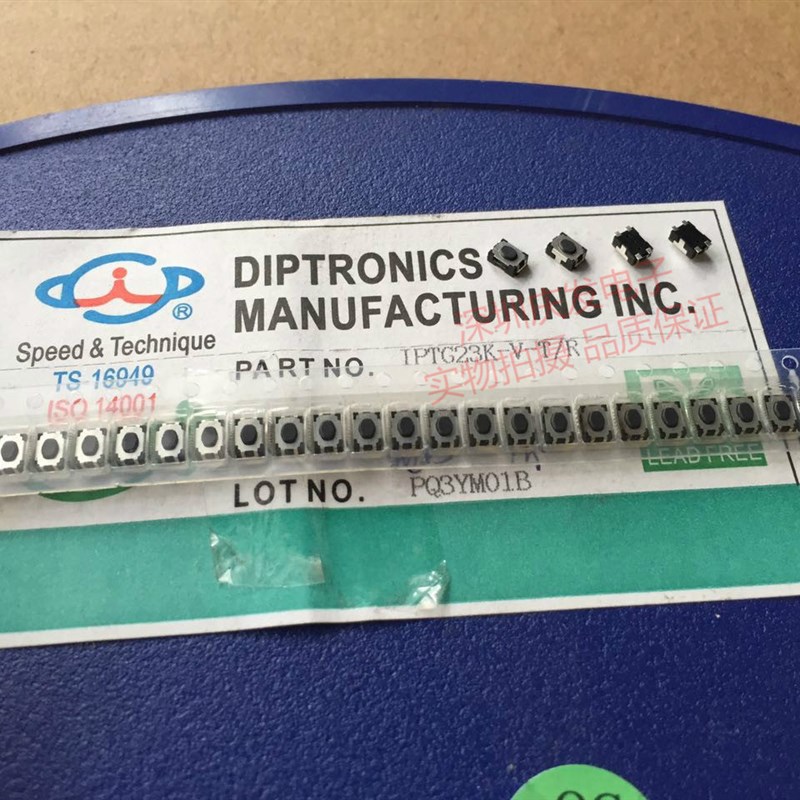 DIPTRONICS
MANUFACTURING INC.
®
Speed & Technique
TS 16949
ISO 14001
PART NO. IPTG23K-V-T/R
实物拍摄 品质保证
LEAD FREE
LOT NO. PQ3YM01B